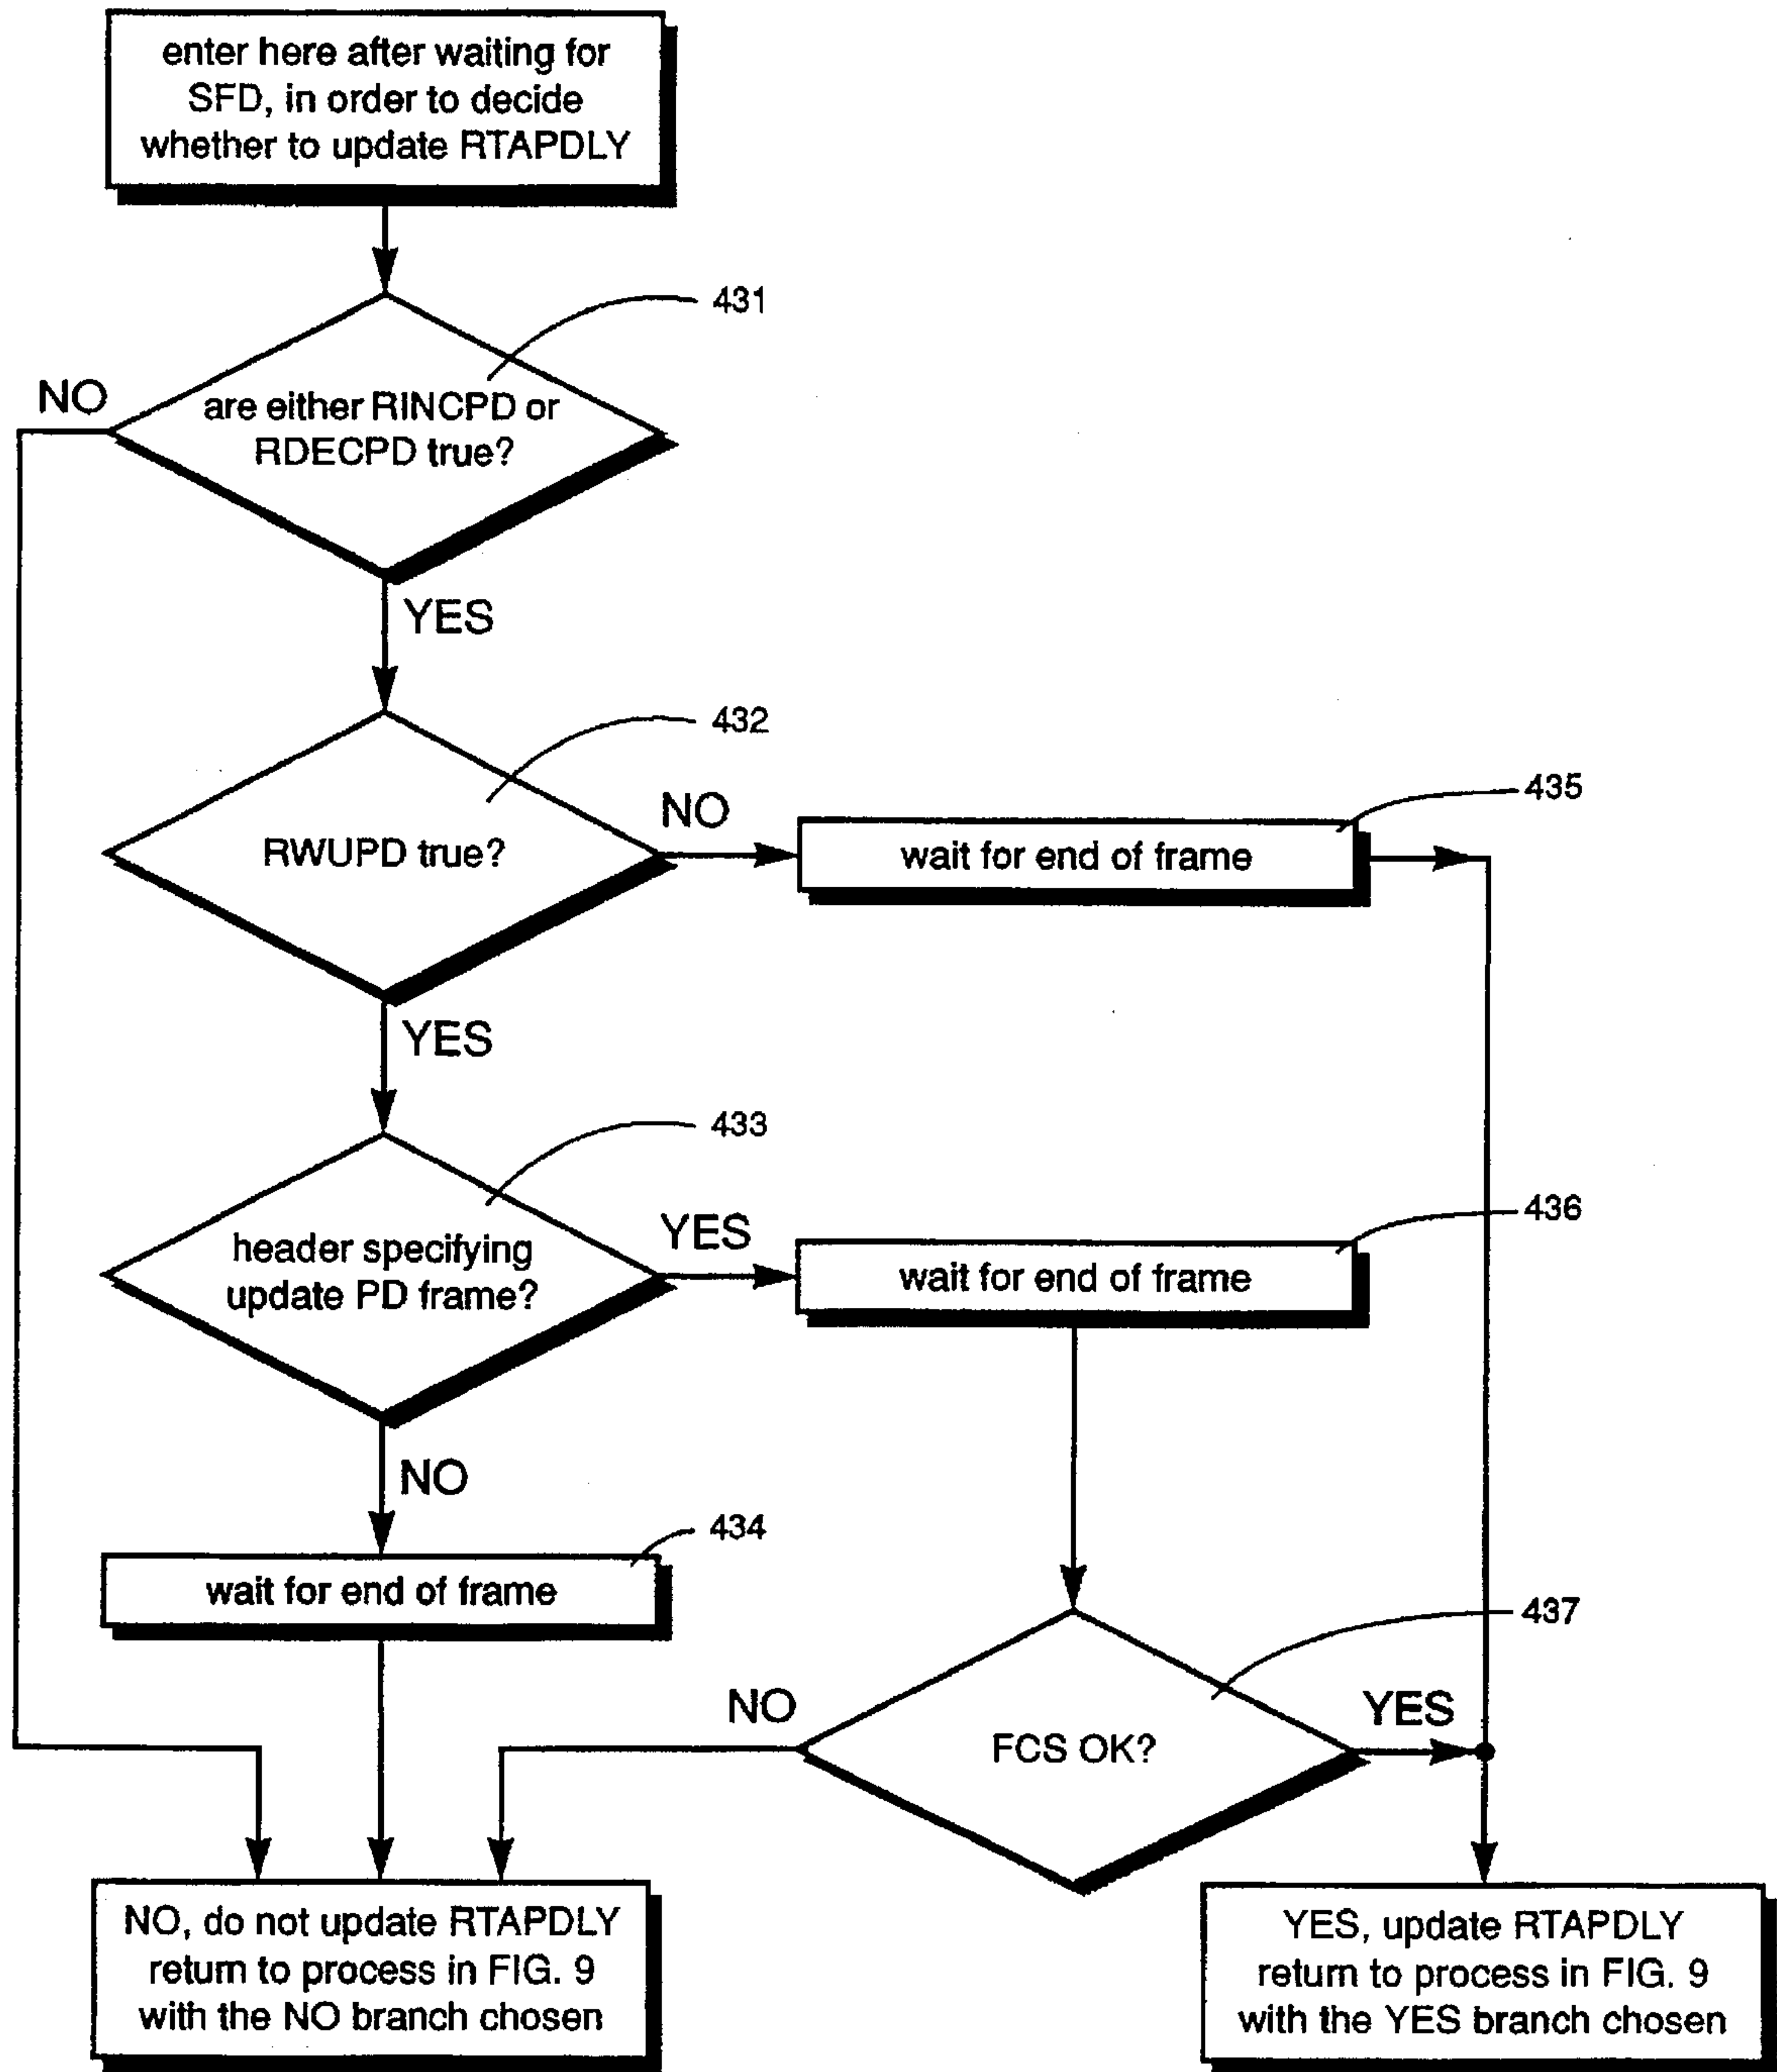 enter here after waiting for
SFD, in order to decide
whether to update RTAPDLY
431
NO
are either RINCPD or
RDECPD true?
YES
432
RWUPD true?
NO
435
wait for end of frame
YES
433
header specifying
update PD frame?
YES
436
wait for end of frame
NO
434
wait for end of frame
437
NO
FCS OK?
YES
NO, do not update RTAPDLY
return to process in FIG. 9
with the NO branch chosen
YES, update RTAPDLY
return to process in FIG. 9
with the YES branch chosen